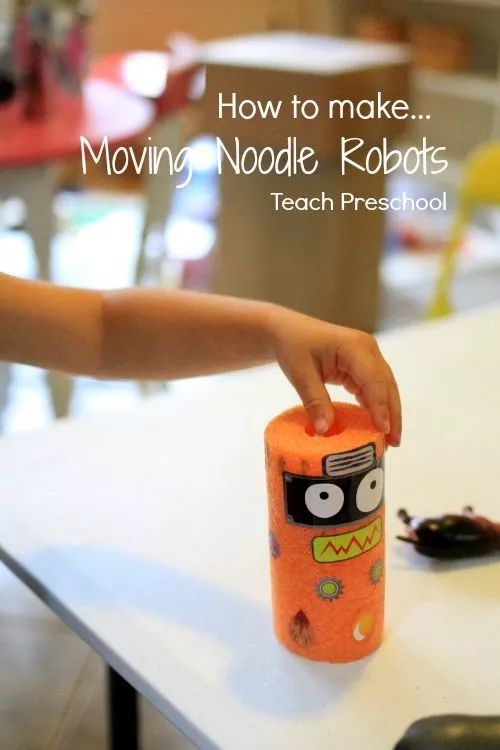 How to make...
Moving Noodle Robots
Teach Preschool